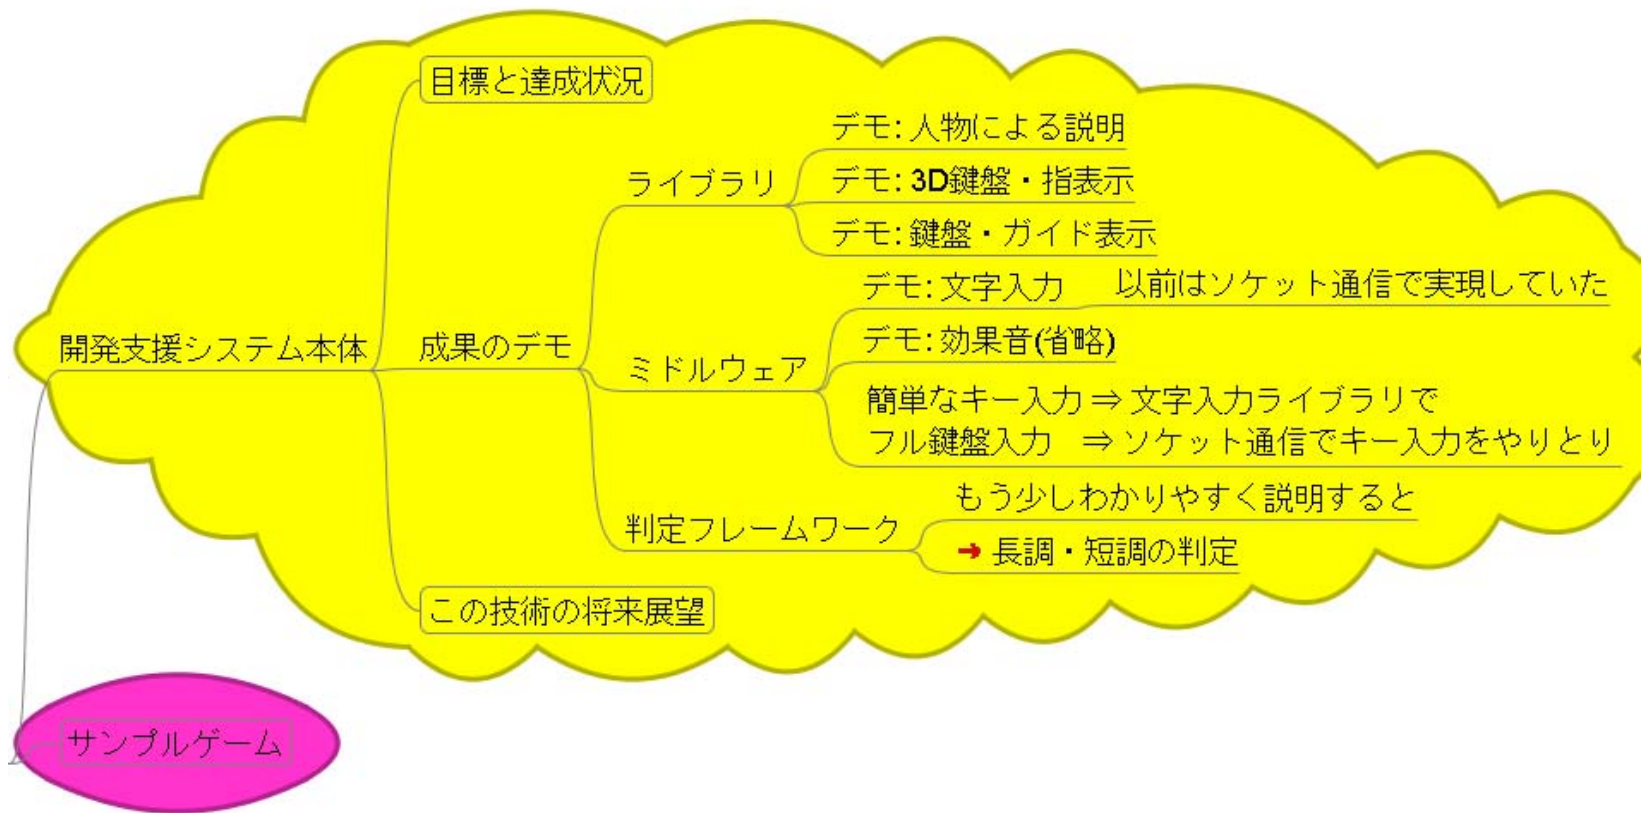 目標と達成状況
デモ: 人物による説明
ライブラリ
デモ: 3D鍵盤・指表示
デモ: 鍵盤・ガイド表示
デモ: 文字入力
以前はソケット通信で実現していた
開発支援システム本体
成果のデモ
デモ: 効果音(省略)
ミドルウェア
簡単なキー入力 ⇒ 文字入力ライブラリで
フル鍵盤入力 ⇒ ソケット通信でキー入力をやりとり
もう少しわかりやすく説明すると
判定フレームワーク
長調・短調の判定
この技術の将来展望
サンプルゲーム